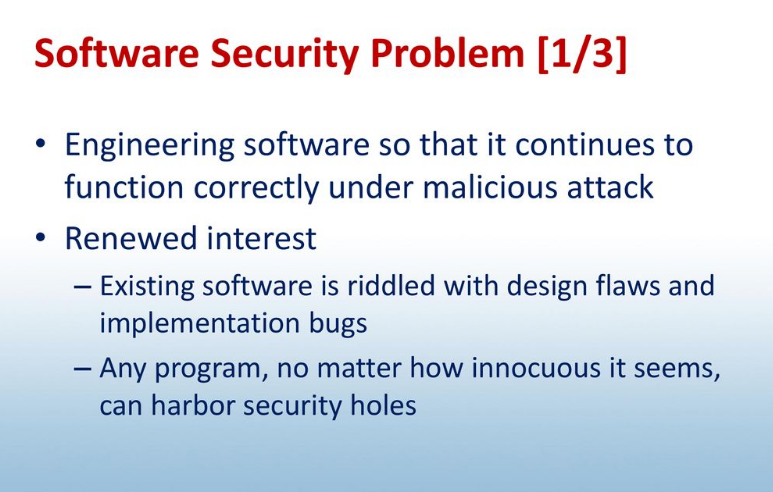 Software Security Problem [1/3]
• Engineering software so that it continues to
function correctly under malicious attack
• Renewed interest
– Existing software is riddled with design flaws and
implementation bugs
– Any program, no matter how innocuous it seems,
can harbor security holes